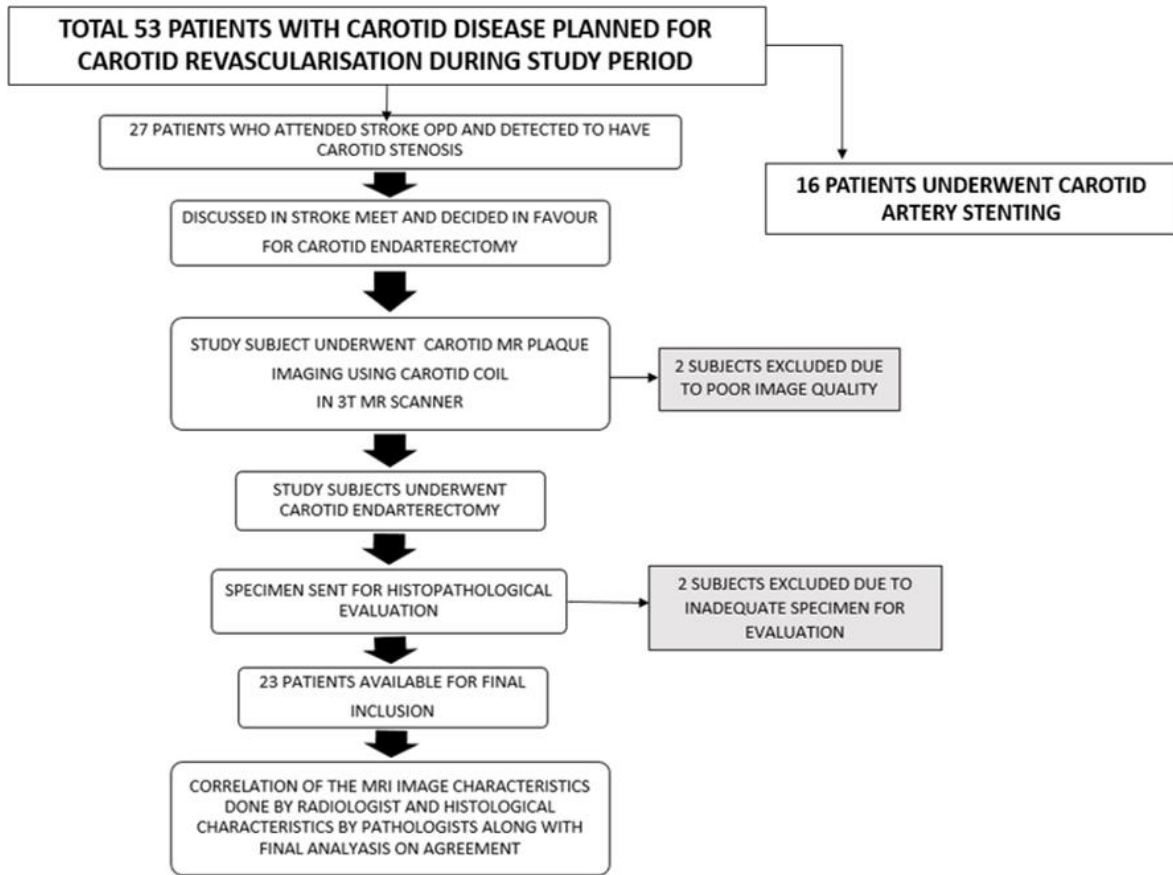 TOTAL 53 PATIENTS WITH CAROTID DISEASE PLANNED FOR
CAROTID REVASCULARISATION DURING STUDY PERIOD
27 PATIENTS WHO ATTENDED STROKE OPD AND DETECTED TO HAVE
CAROTID STENOSIS
16 PATIENTS UNDERWENT CAROTID
ARTERY STENTING
DISCUSSED IN STROKE MEET AND DECIDED IN FAVOUR
FOR CAROTID ENDARTERECTOMY
STUDY SUBJECT UNDERWENT CAROTID MR PLAQUE
IMAGING USING CAROTID COIL
IN 3T MR SCANNER
2 SUBJECTS EXCLUDED DUE
TO POOR IMAGE QUALITY
STUDY SUBJECTS UNDERWENT
CAROTID ENDARTERECTOMY
SPECIMEN SENT FOR HISTOPATHOLOGICAL
EVALUATION
2 SUBJECTS EXCLUDED DUE TO
INADEQUATE SPECIMEN FOR
EVALUATION
23 PATIENTS AVAILABLE FOR FINAL
INCLUSION
CORRELATION OF THE MRI IMAGE CHARACTERISTICS
DONE BY RADIOLOGIST AND HISTOLOGICAL
CHARACTERISTICS BY PATHOLOGISTS ALONG WITH
FINAL ANALYASIS ON AGREEMENT